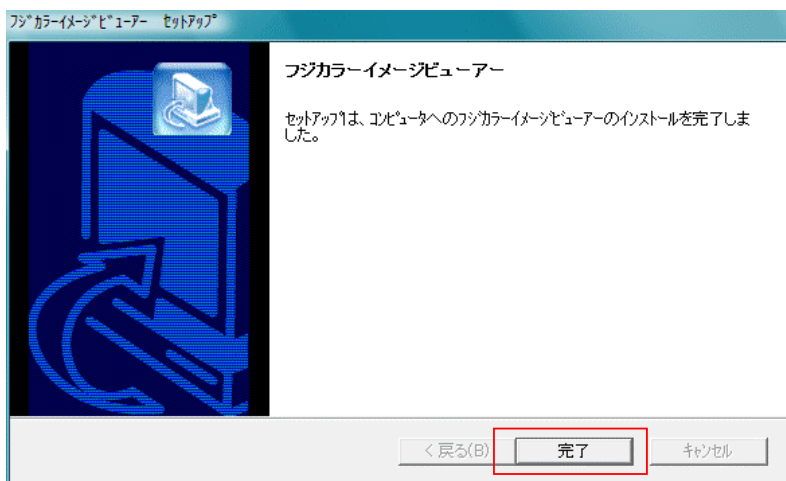 フジカラーイメージビューアー セットアップ
フジカラーイメージビューアー
セットアップは、コンピュータへのフジカラーイメージビューアーのインストールを完了しま
した。
< 戻る(B)
完了
キャンセル